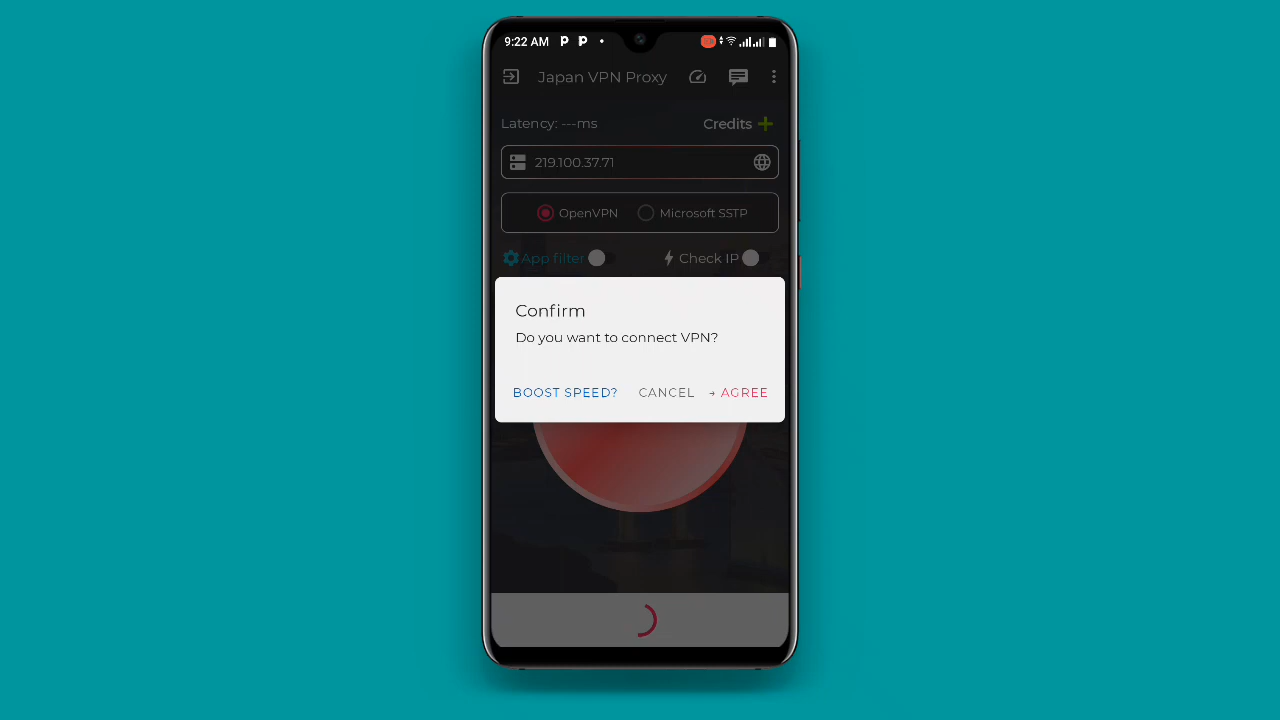 9:22 AM P P
Japan VPN Proxy
Latency: ---ms Credits +
219.100.37.71
OpenVPN Microsoft SSTP
App filter Check IP
Confirm
Do you want to connect VPN?
BOOST SPEED? CANCEL → AGREE